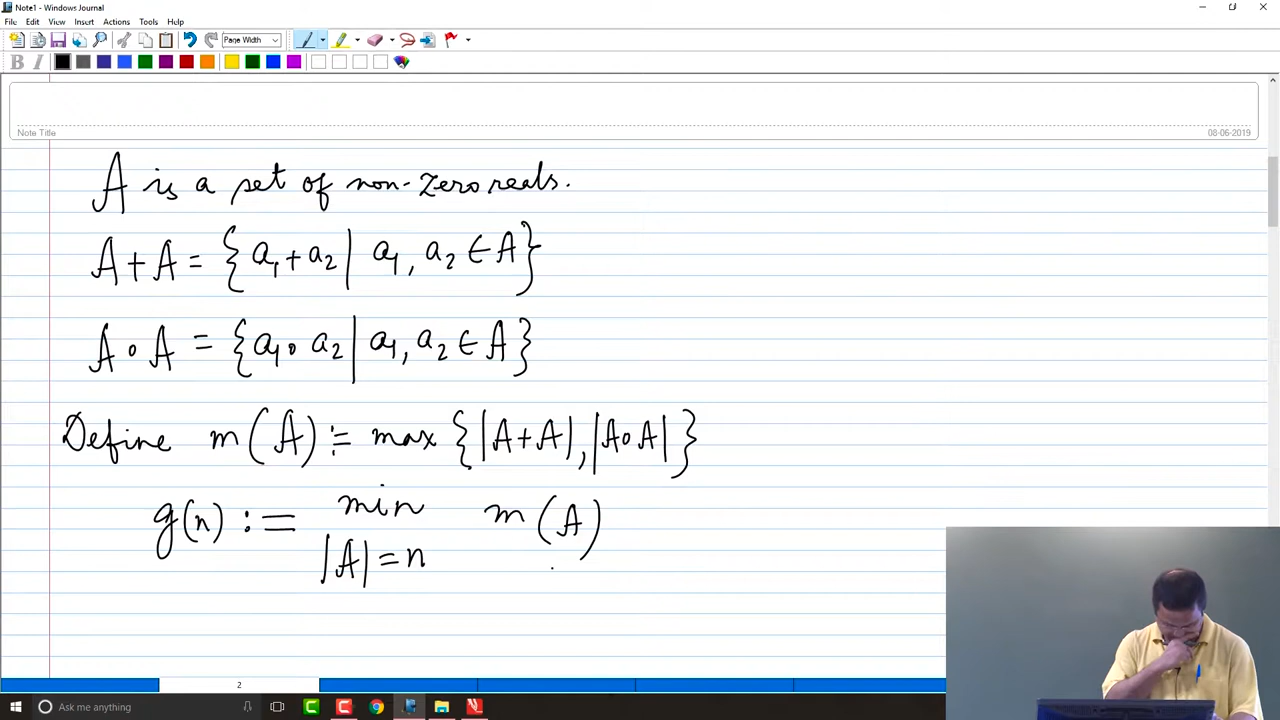 Note1 - Windows Journal
File Edit View Insert Actions Tools Help
Page Width
B I
Note Title
08-06-2019
A is a set of non-zero reals.
A+A = {a₁+a₂ | a₁, a₂ ∈ A}
A∘A = {a₁∘a₂ | a₁, a₂ ∈ A}
Define m(A) := max {|A+A|, |A∘A|}
g(n) := min m(A)
|A|=n
2
Ask me anything